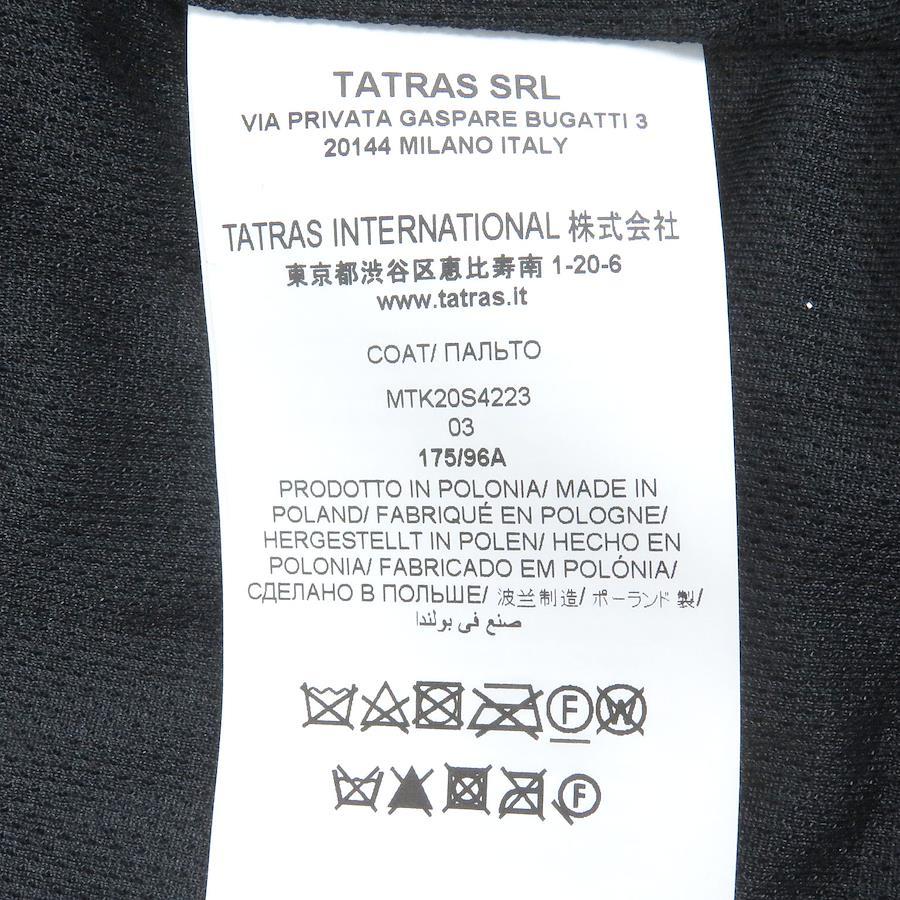 TATRAS SRL
VIA PRIVATA GASPARE BUGATTI 3
20144 MILANO ITALY
TATRAS INTERNATIONAL 株式会社
東京都渋谷区恵比寿南 1-20-6
www.tatras.it
COAT/ ПАЛЬТО
MTK20S4223
03
175/96A
PRODOTTO IN POLONIA/ MADE IN
POLAND/ FABRIQUÉ EN POLOGNE/
HERGESTELLT IN POLEN/ HECHO EN
POLONIA/ FABRICADO EM POLÓNIA/
СДЕЛАНО В ПОЛЬШЕ/ 波兰制造/ ポーランド 製/
صنع في بولندا
F W
F